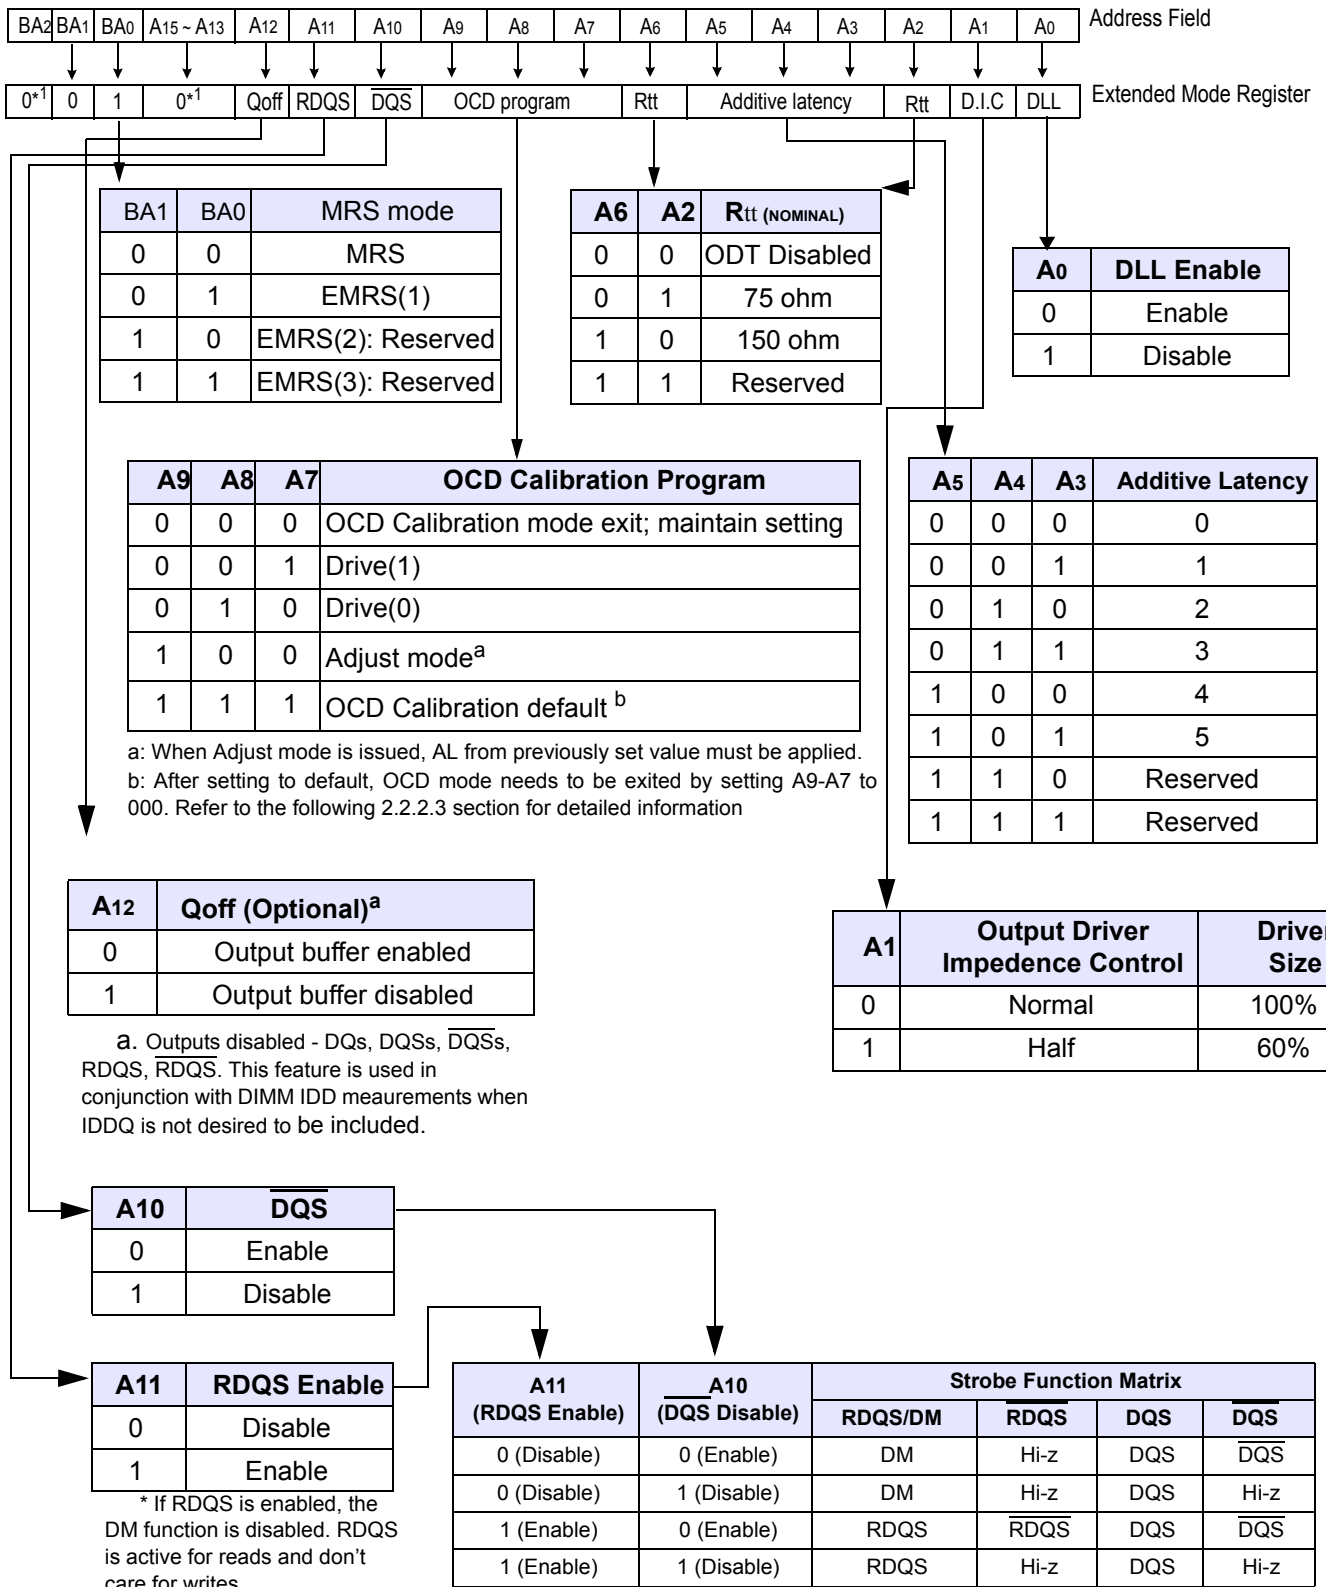 BA2 BA1 BA0 A15 ~ A13 A12 A11 A10 A9 A8 A7 A6 A5 A4 A3 A2 A1 A0 Address Field
0*1 0 1 0*1 Qoff RDQS D̅Q̅S̅ OCD program Rtt Additive latency Rtt D.I.C DLL Extended Mode Register
BA1 BA0 MRS mode
0 0 MRS
0 1 EMRS(1)
1 0 EMRS(2): Reserved
1 1 EMRS(3): Reserved
A6 A2 Rtt (NOMINAL)
0 0 ODT Disabled
0 1 75 ohm
1 0 150 ohm
1 1 Reserved
A0 DLL Enable
0 Enable
1 Disable
A9 A8 A7 OCD Calibration Program
0 0 0 OCD Calibration mode exit; maintain setting
0 0 1 Drive(1)
0 1 0 Drive(0)
1 0 0 Adjust modea
1 1 1 OCD Calibration default b
a: When Adjust mode is issued, AL from previously set value must be applied.
b: After setting to default, OCD mode needs to be exited by setting A9-A7 to
000. Refer to the following 2.2.2.3 section for detailed information
A5 A4 A3 Additive Latency
0 0 0 0
0 0 1 1
0 1 0 2
0 1 1 3
1 0 0 4
1 0 1 5
1 1 0 Reserved
1 1 1 Reserved
A12 Qoff (Optional)a
0 Output buffer enabled
1 Output buffer disabled
a. Outputs disabled - DQs, DQSs, D̅Q̅S̅s,
RDQS, R̅D̅Q̅S̅. This feature is used in
conjunction with DIMM IDD meaurements when
IDDQ is not desired to be included.
A1 Output Driver Impedence Control Driver Size
0 Normal 100%
1 Half 60%
A10 D̅Q̅S̅
0 Enable
1 Disable
A11 RDQS Enable
0 Disable
1 Enable
* If RDQS is enabled, the
DM function is disabled. RDQS
is active for reads and don't
care for writes
A11 (RDQS Enable) A10 (D̅Q̅S̅ Disable) Strobe Function Matrix
RDQS/DM R̅D̅Q̅S̅ DQS D̅Q̅S̅
0 (Disable) 0 (Enable) DM Hi-z DQS D̅Q̅S̅
0 (Disable) 1 (Disable) DM Hi-z DQS Hi-z
1 (Enable) 0 (Enable) RDQS R̅D̅Q̅S̅ DQS D̅Q̅S̅
1 (Enable) 1 (Disable) RDQS Hi-z DQS Hi-z